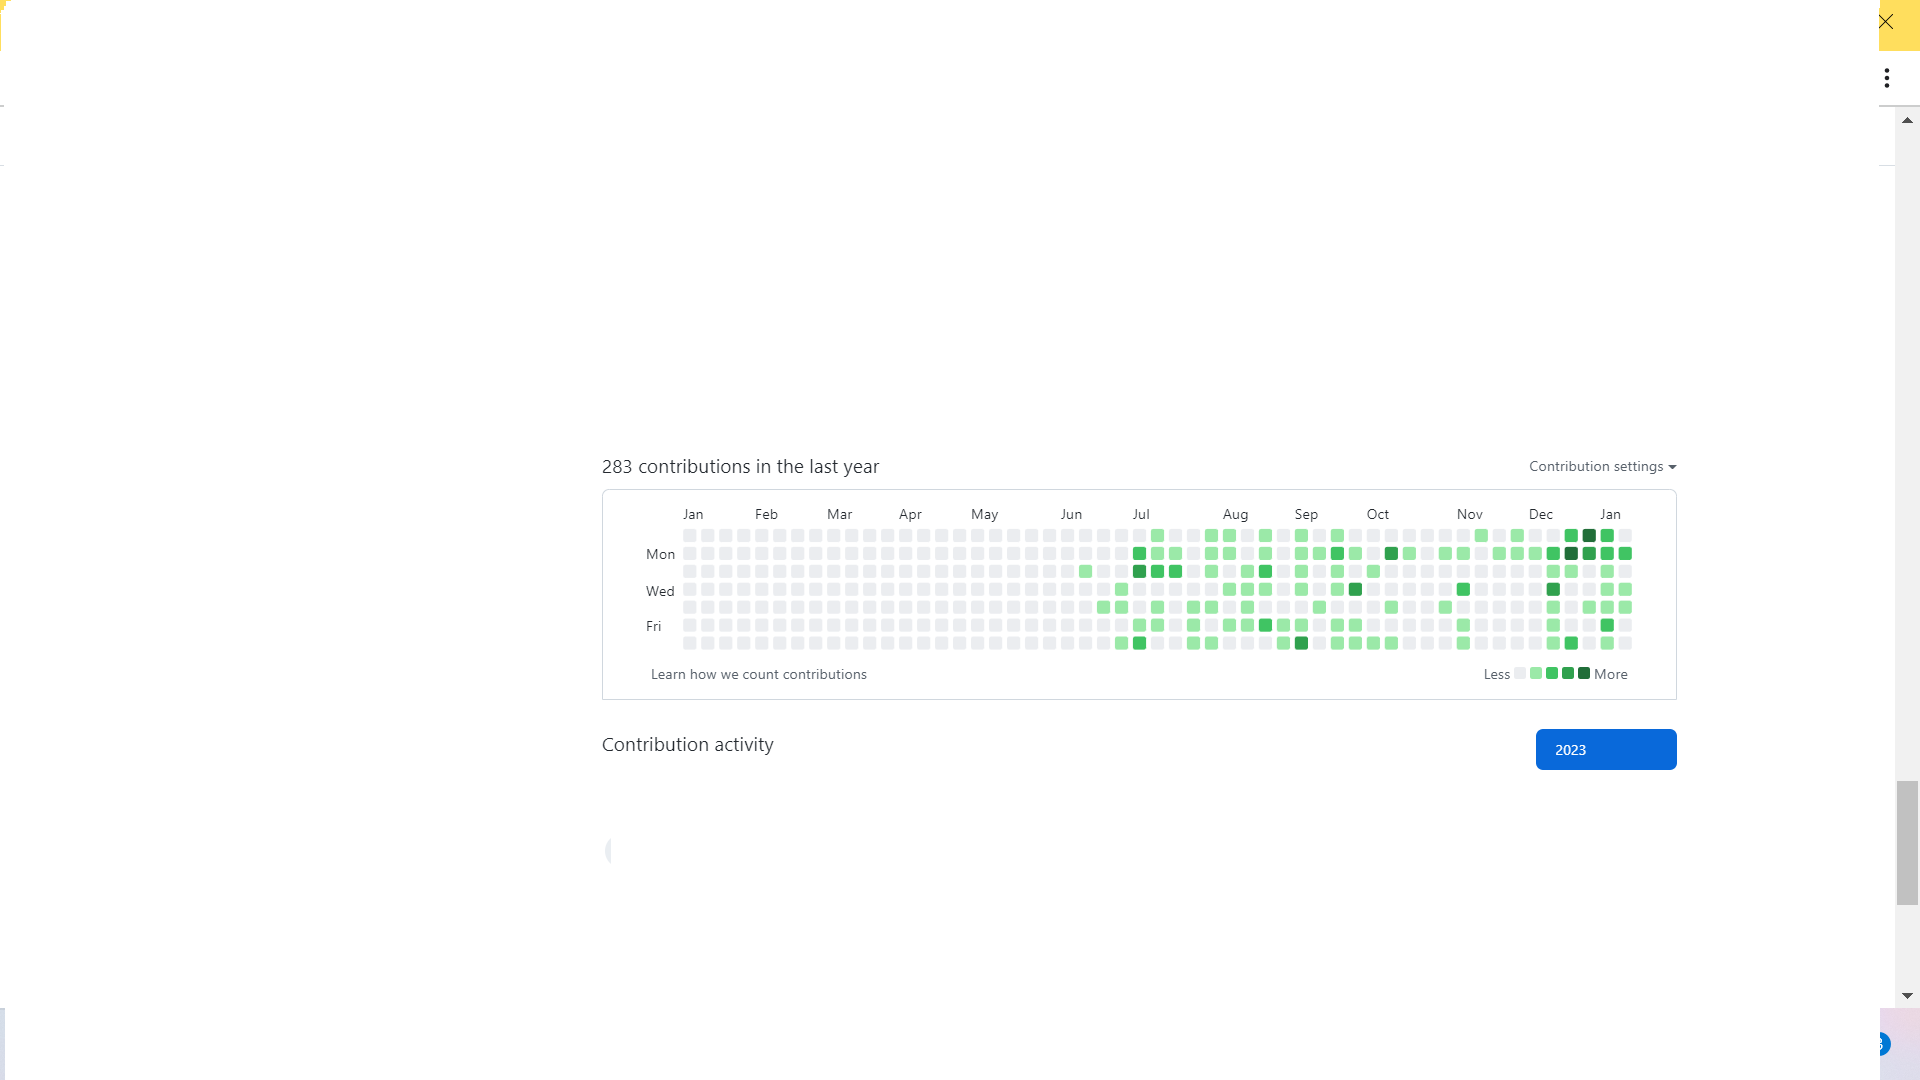 283 contributions in the last year
Contribution settings
Jan Feb Mar Apr May Jun Jul Aug Sep Oct Nov Dec Jan
Mon
Wed
Fri
Learn how we count contributions
Less More
Contribution activity
2023